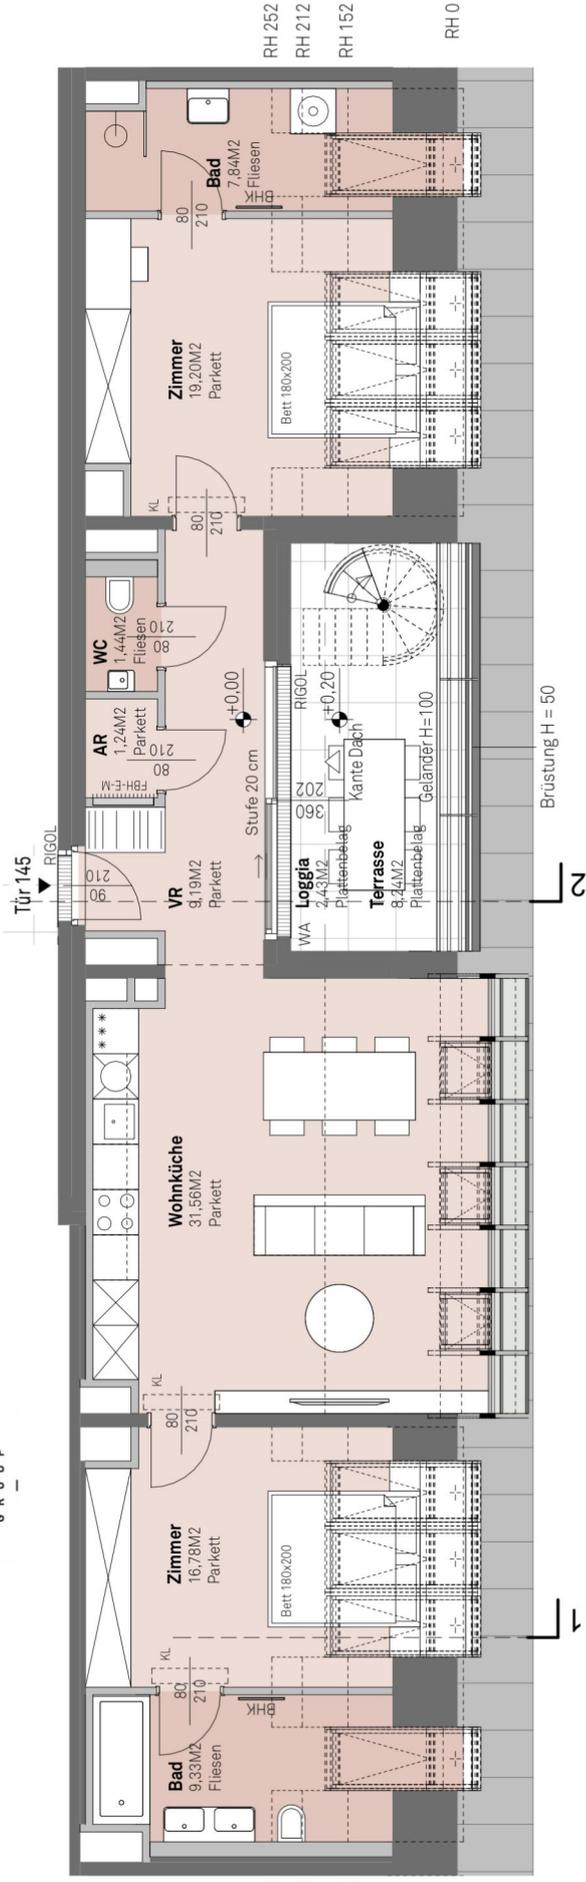 RH 252
RH 212
RH 152
RH 0
Bad
7,84M2
Fliesen
BHK
80
210
Zimmer
19,20M2
Parkett
Bett 180x200
KL
80
210
WC
1,44M2
Fliesen
80
210
AR
1,24M2
Parkett
80
210
FBH-E-M
±0,00
+0,20
RIGOL
Stufe 20 cm
360
202
Kante Dach
Geländer H=100
Brüstung H = 50
Tür 145
RIGOL
90
210
VR
9,19M2
Parkett
Loggia
2,43M2
Plattenbelag
Terrasse
8,24M2
Plattenbelag
WA
2
***
Wohnküche
31,56M2
Parkett
KL
80
210
Zimmer
16,78M2
Parkett
Bett 180x200
1
KL
80
210
BHK
Bad
9,33M2
Fliesen